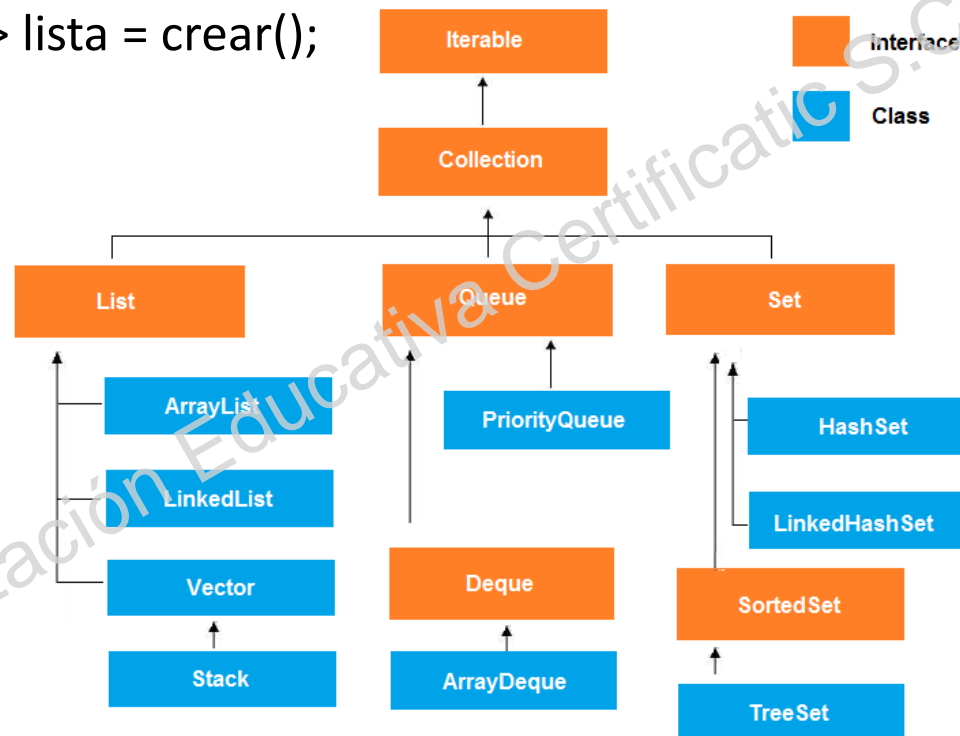 > lista = crear();
Iterable
Interface
Class
Collection
List
Queue
Set
ArrayList
PriorityQueue
HashSet
LinkedList
LinkedHashSet
Vector
Deque
SortedSet
Stack
ArrayDeque
TreeSet
Educativa Certificatic S.C